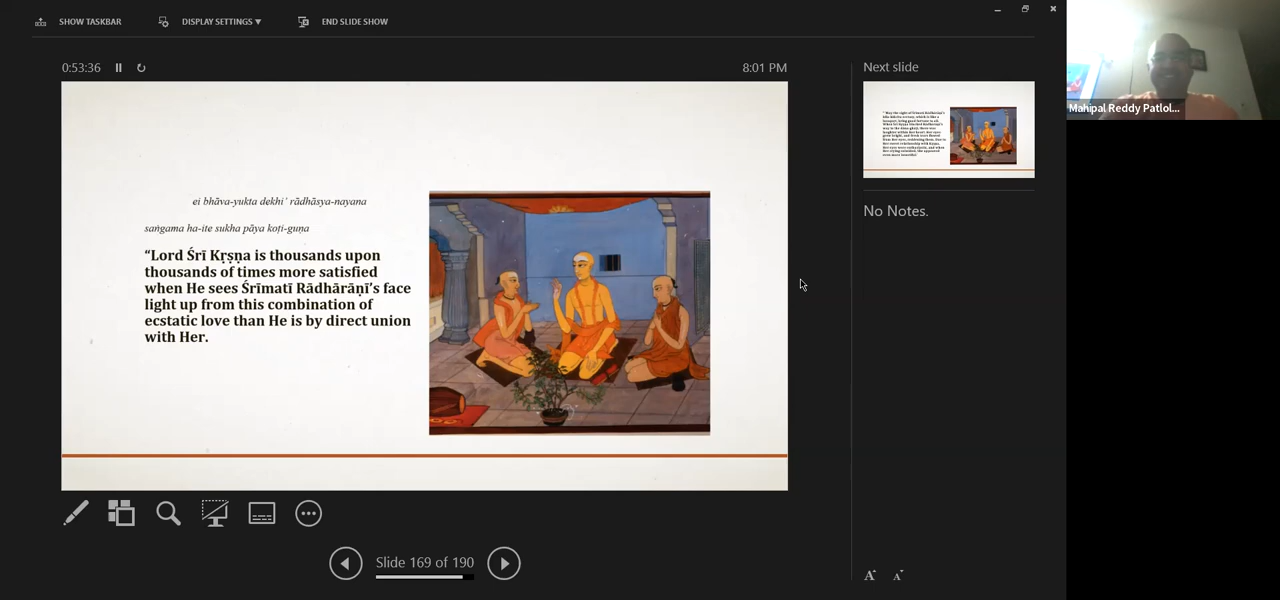 SHOW TASKBAR
DISPLAY SETTINGS ▼
END SLIDE SHOW
0:53:36
8:01 PM
ei bhāva-yukta dekhi' rādhāsya-nayana
saṅgama ha-ite sukha pāya koṭi-guṇa
“Lord Śrī Kṛṣṇa is thousands upon
thousands of times more satisfied
when He sees Śrīmatī Rādhārāṇī’s face
light up from this combination of
ecstatic love than He is by direct union
with Her.
Slide 169 of 190
Next slide
No Notes.
A
A
Mahipal Reddy Patlol...